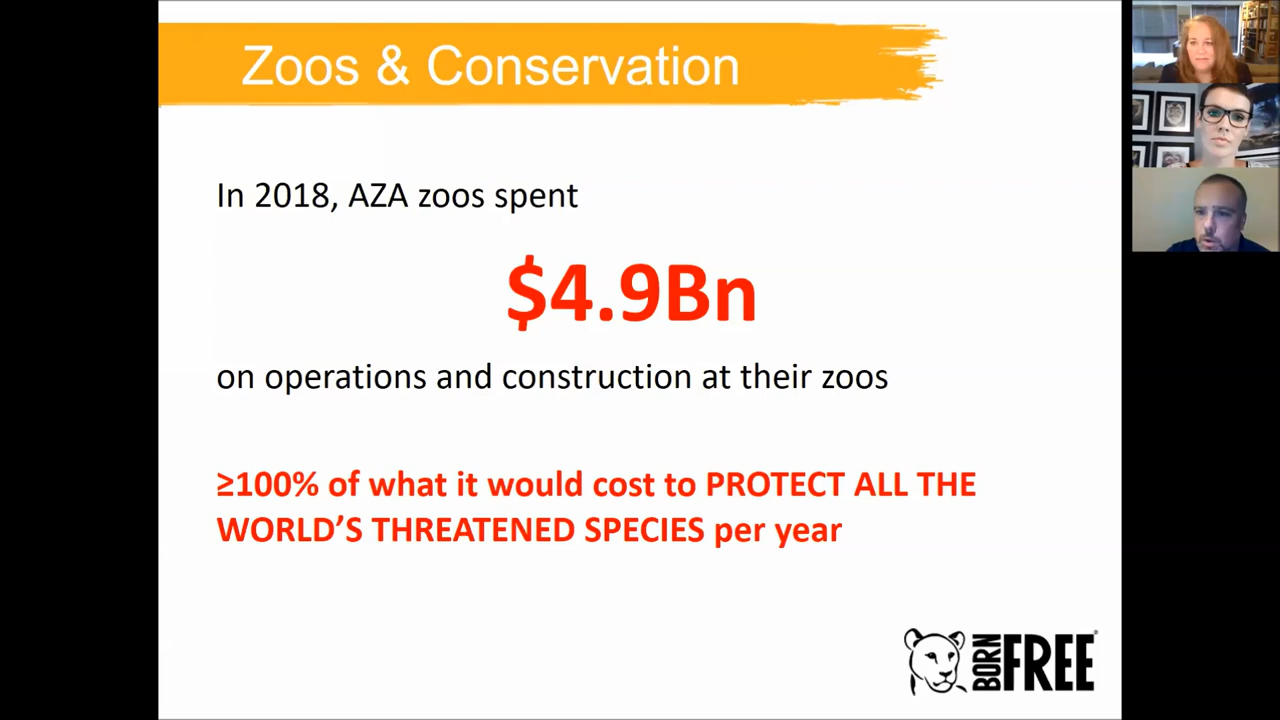 Zoos & Conservation
In 2018, AZA zoos spent
$4.9Bn
on operations and construction at their zoos
≥100% of what it would cost to PROTECT ALL THE
WORLD’S THREATENED SPECIES per year
BORN FREE®